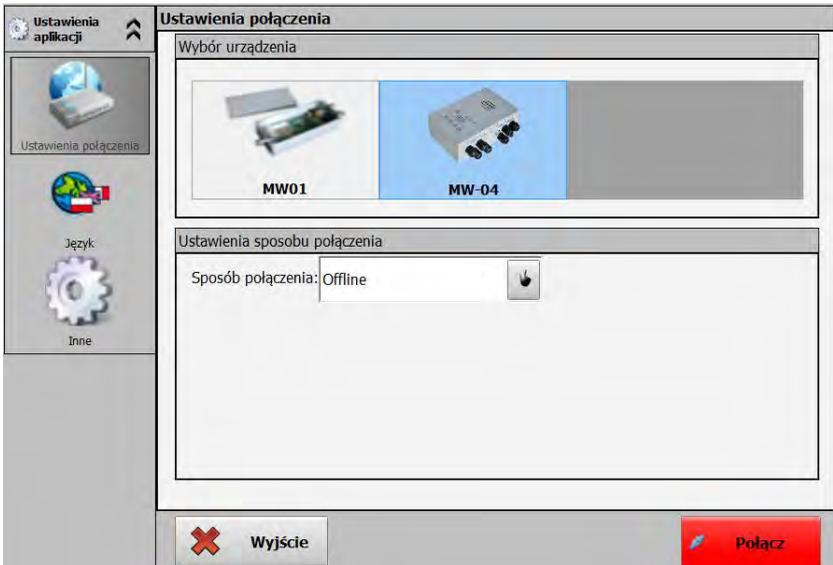 Ustawienia
aplikacji
Ustawienia połączenia
Język
Inne
Ustawienia połączenia
Wybór urządzenia
MW01
MW-04
Ustawienia sposobu połączenia
Sposób połączenia: Offline
Wyjście
Połącz